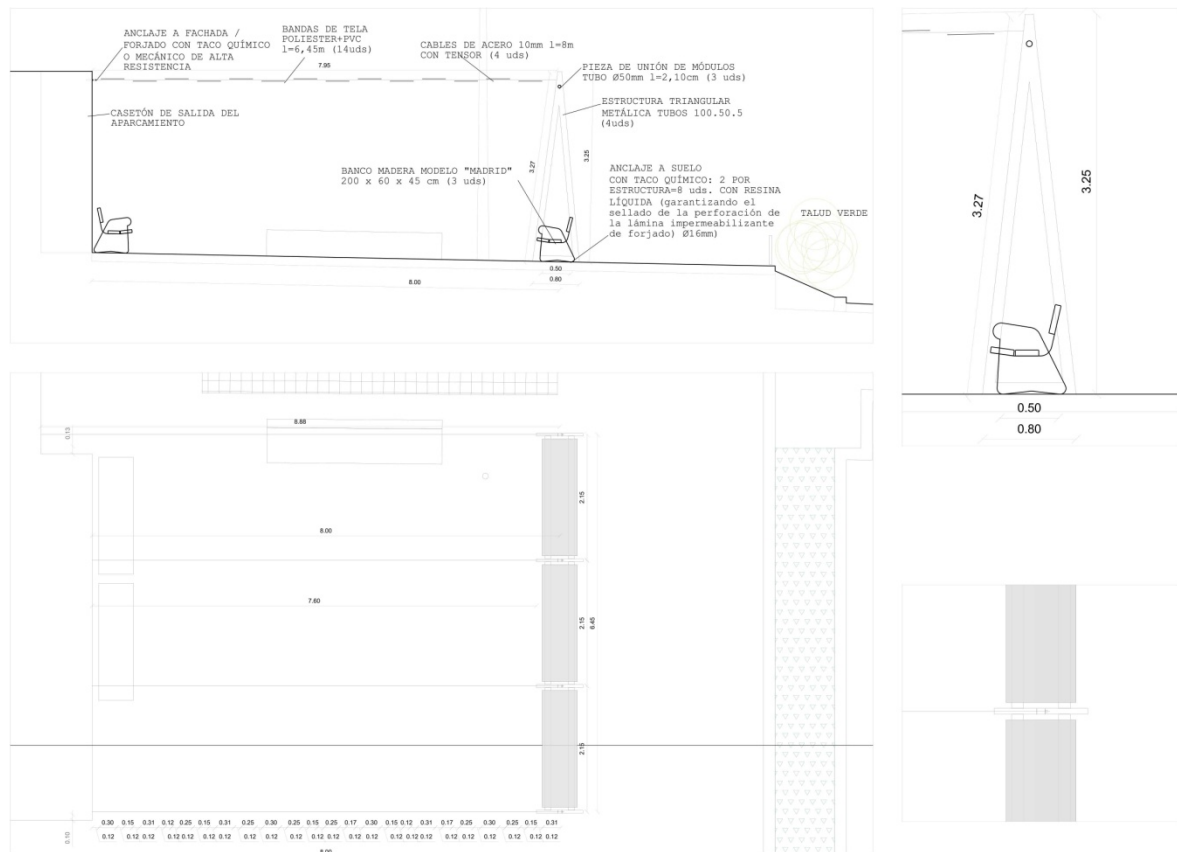 ANCLAJE A FACHADA /
FORJADO CON TACO QUÍMICO
O MECÁNICO DE ALTA
RESISTENCIA
BANDAS DE TELA
POLIESTER+PVC
l=6,45m (14uds)
CABLES DE ACERO 10mm l=8m
CON TENSOR (4 uds)
7.95
PIEZA DE UNIÓN DE MÓDULOS
TUBO Ø50mm l=2,10cm (3 uds)
ESTRUCTURA TRIANGULAR
METÁLICA TUBOS 100.50.5
(4uds)
CASETÓN DE SALIDA DEL
APARCAMIENTO
BANCO MADERA MODELO "MADRID"
200 x 60 x 45 cm (3 uds)
3.27
3.25
ANCLAJE A SUELO
CON TACO QUÍMICO: 2 POR
ESTRUCTURA=8 uds. CON RESINA
LÍQUIDA (garantizando el
sellado de la perforación de
la lámina impermeabilizante
de forjado) Ø16mm)
TALUD VERDE
0.50
0.80
8.00
3.27
3.25
0.50
0.80
8.88
0.13
2.15
8.00
7.60
2.15
6.45
2.15
0.10
0.30 0.15 0.31 0.12 0.25 0.15 0.31 0.25 0.30 0.25 0.15 0.25 0.17 0.30 0.15 0.12 0.31 0.17 0.25 0.30 0.25 0.15 0.31
0.12 0.12 0.12 0.12 0.12 0.12 0.12 0.12 0.12 0.12 0.12 0.12 0.12 0.12 0.12 0.12 0.12 0.12 0.12 0.12 0.12
8.00